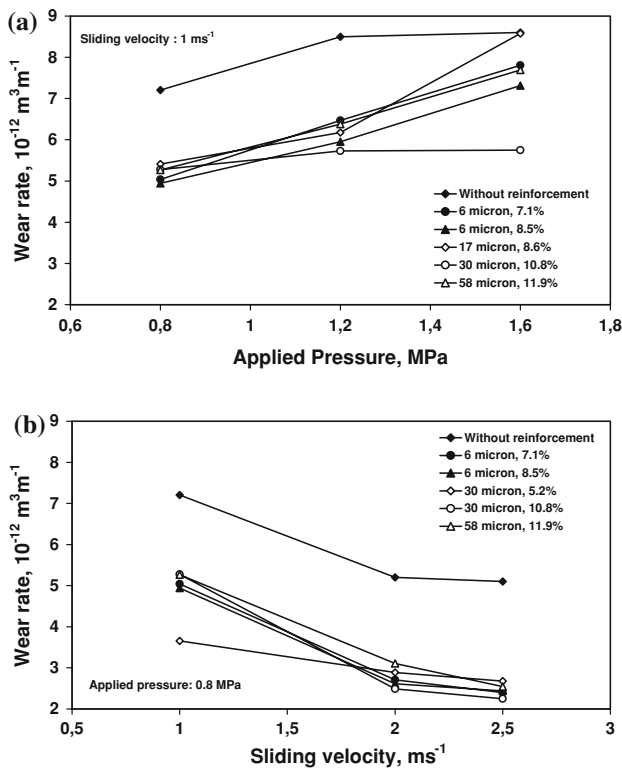 (a)
9
8
7
6
5
4
3
2
Wear rate, 10⁻¹² m³m⁻¹
Sliding velocity : 1 ms⁻¹
Without reinforcement
6 micron, 7.1%
6 micron, 8.5%
17 micron, 8.6%
30 micron, 10.8%
58 micron, 11.9%
0,6 0,8 1 1,2 1,4 1,6 1,8
Applied Pressure, MPa
(b)
9
8
7
6
5
4
3
2
Wear rate, 10⁻¹² m³m⁻¹
Without reinforcement
6 micron, 7.1%
6 micron, 8.5%
30 micron, 5.2%
30 micron, 10.8%
58 micron, 11.9%
Applied pressure: 0.8 MPa
0,5 1 1,5 2 2,5 3
Sliding velocity, ms⁻¹